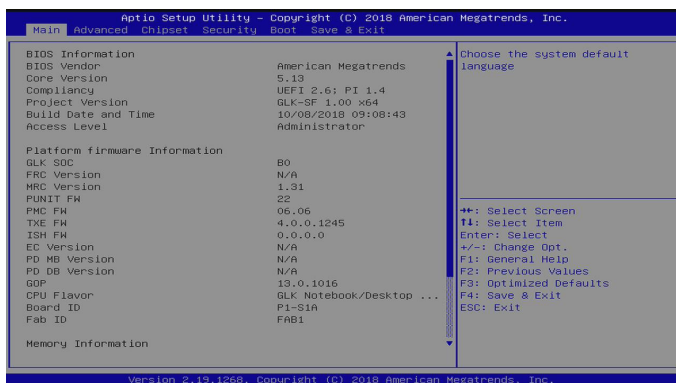 Aptio Setup Utility – Copyright (C) 2018 American Megatrends, Inc.
Main Advanced Chipset Security Boot Save & Exit
BIOS Information
BIOS Vendor American Megatrends
Core Version 5.13
Compliancy UEFI 2.6; PI 1.4
Project Version GLK-SF 1.00 x64
Build Date and Time 10/08/2018 09:08:43
Access Level Administrator
Platform firmware Information
GLK SOC B0
FRC Version N/A
MRC Version 1.31
PUNIT FW 22
PMC FW 06.06
TXE FW 4.0.0.1245
ISH FW 0.0.0.0
EC Version N/A
PD MB Version N/A
PD DB Version N/A
GOP 13.0.1016
CPU Flavor GLK Notebook/Desktop ...
Board ID P1-S1A
Fab ID FAB1
Memory Information
Choose the system default
language
→←: Select Screen
↑↓: Select Item
Enter: Select
+/-: Change Opt.
F1: General Help
F2: Previous Values
F3: Optimized Defaults
F4: Save & Exit
ESC: Exit
Version 2.19.1268. Copyright (C) 2018 American Megatrends, Inc.